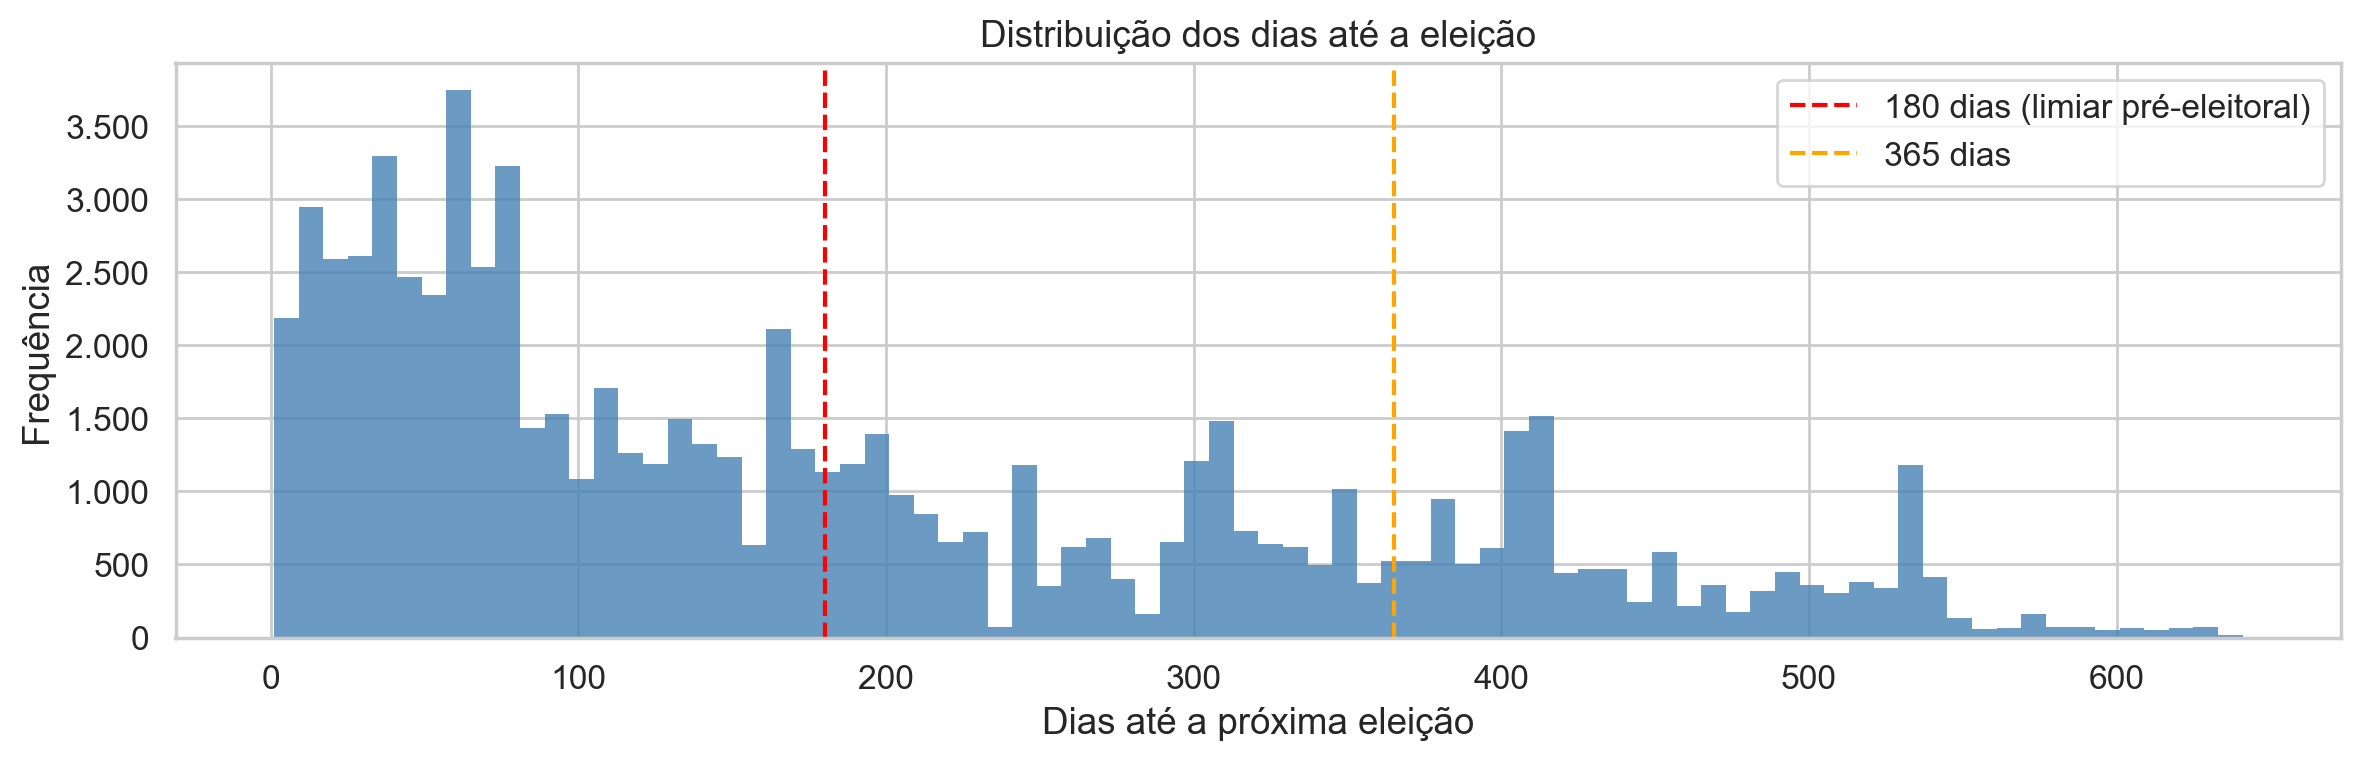 Distribuição dos dias até a eleição
180 dias (limiar pré-eleitoral)
365 dias
Frequência
3.500
3.000
2.500
2.000
1.500
1.000
500
0
0 100 200 300 400 500 600
Dias até a próxima eleição